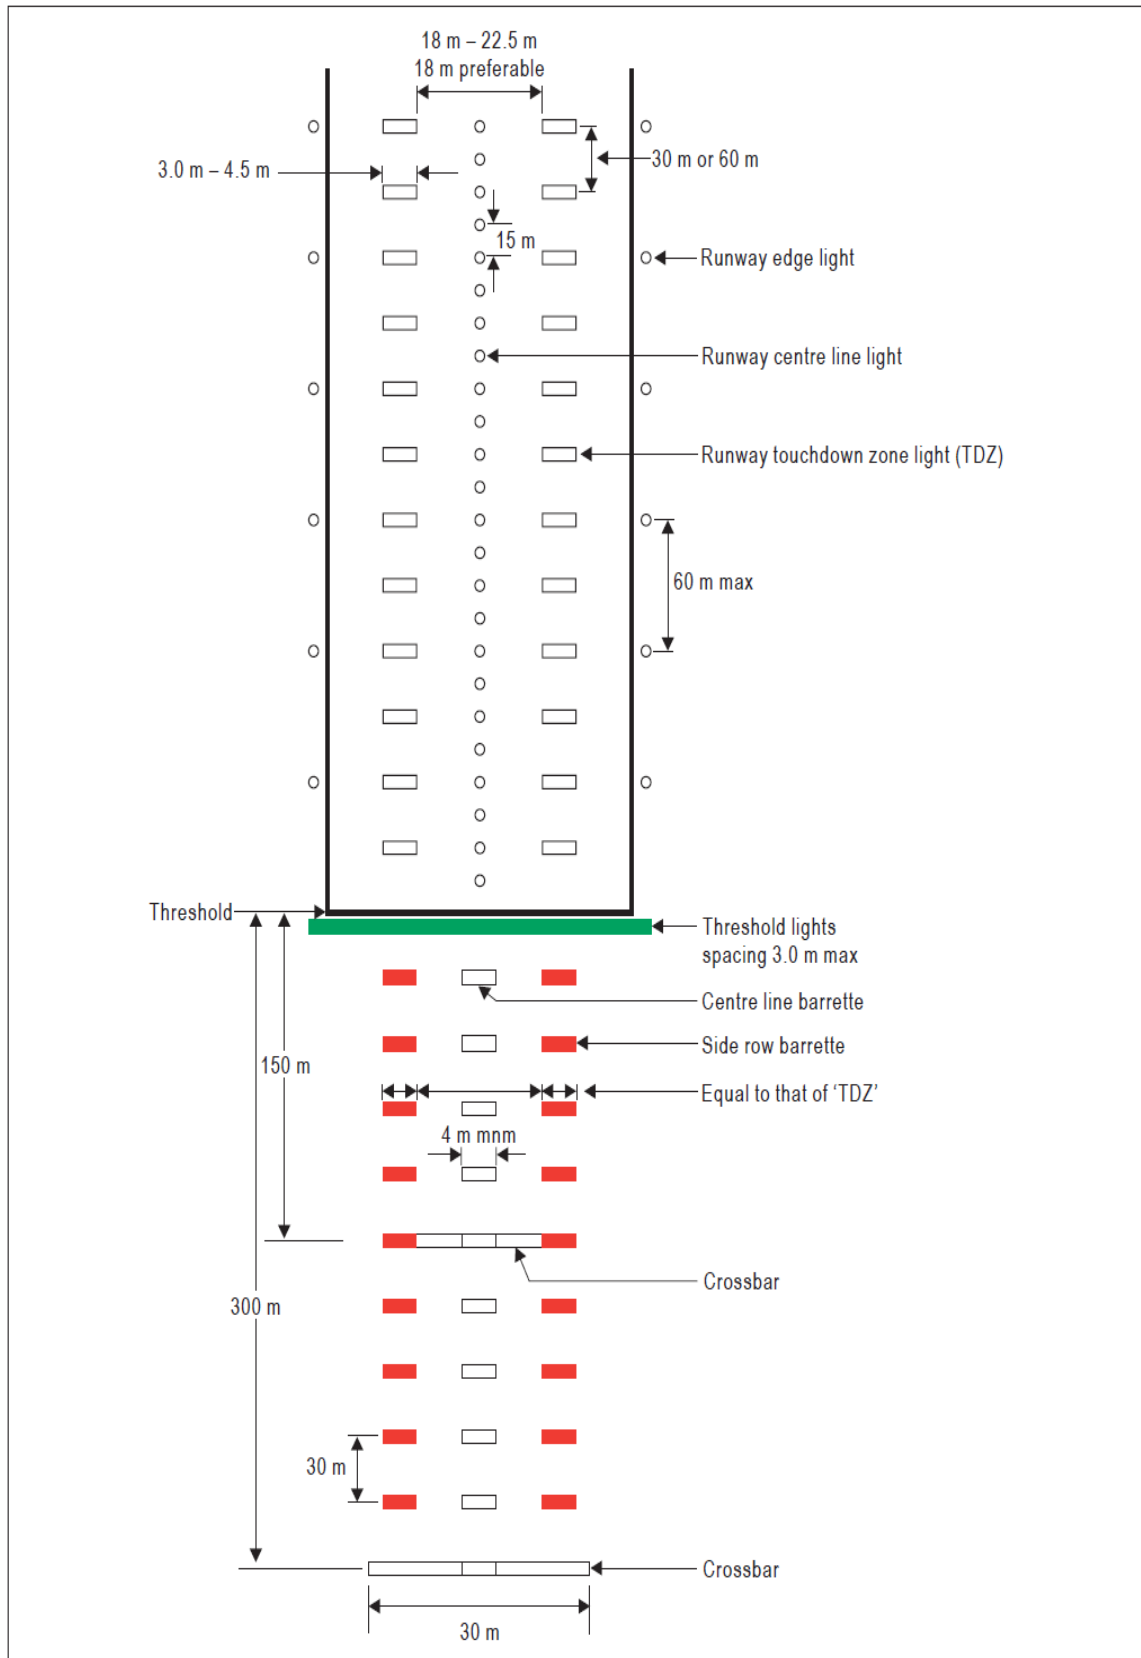 18 m – 22.5 m
18 m preferable
3.0 m – 4.5 m
30 m or 60 m
15 m
Runway edge light
Runway centre line light
Runway touchdown zone light (TDZ)
60 m max
Threshold
Threshold lights
spacing 3.0 m max
Centre line barrette
Side row barrette
150 m
Equal to that of ‘TDZ’
4 m mnm
Crossbar
300 m
30 m
Crossbar
30 m